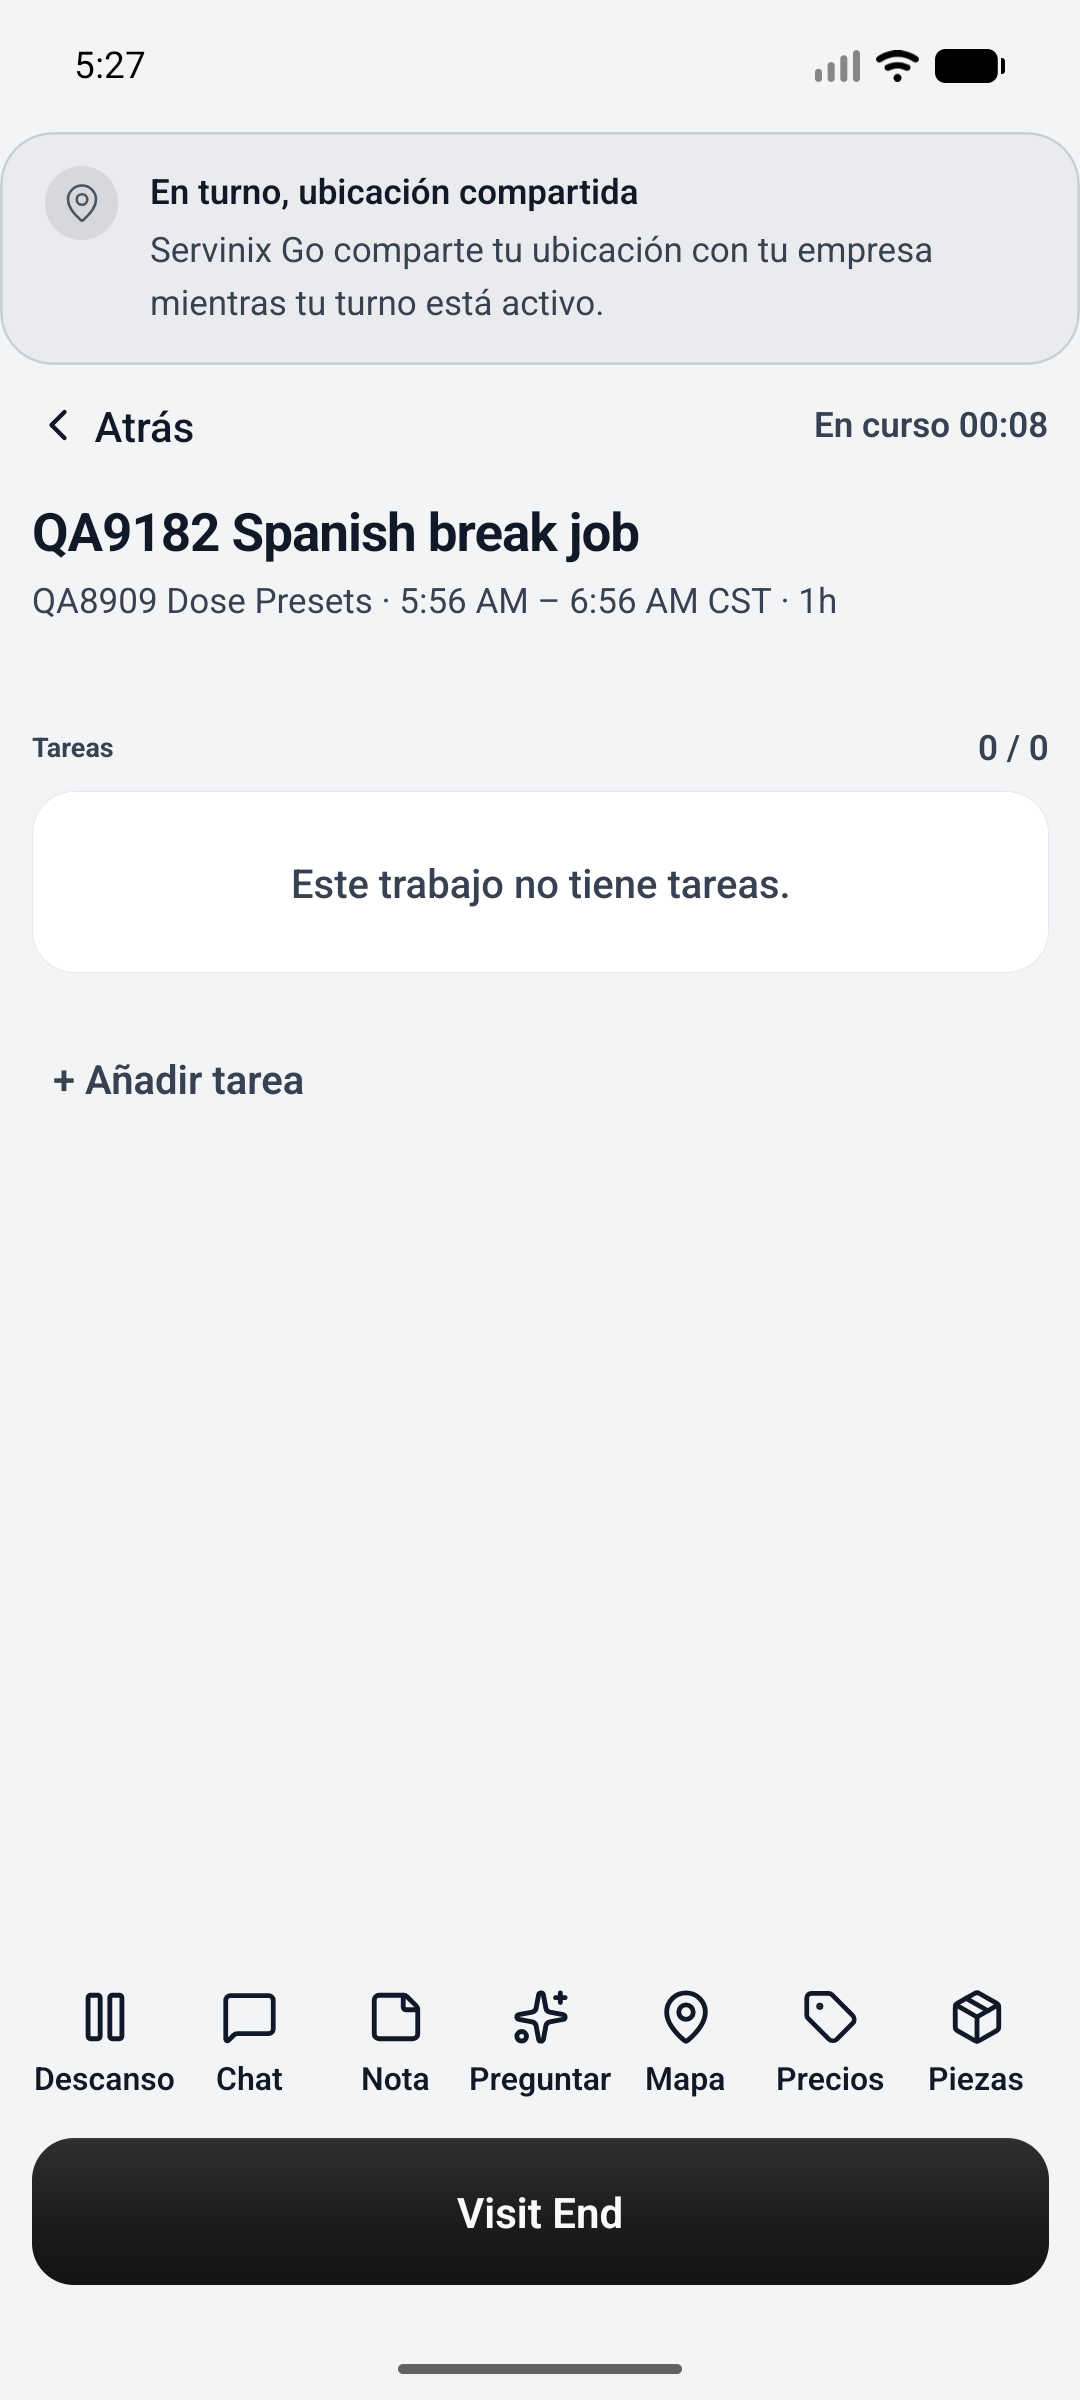 5:27
En turno, ubicación compartida
Servinix Go comparte tu ubicación con tu empresa
mientras tu turno está activo.
Atrás
En curso 00:08
QA9182 Spanish break job
QA8909 Dose Presets · 5:56 AM – 6:56 AM CST · 1h
Tareas
0 / 0
Este trabajo no tiene tareas.
+ Añadir tarea
Descanso
Chat
Nota
Preguntar
Mapa
Precios
Piezas
Visit End